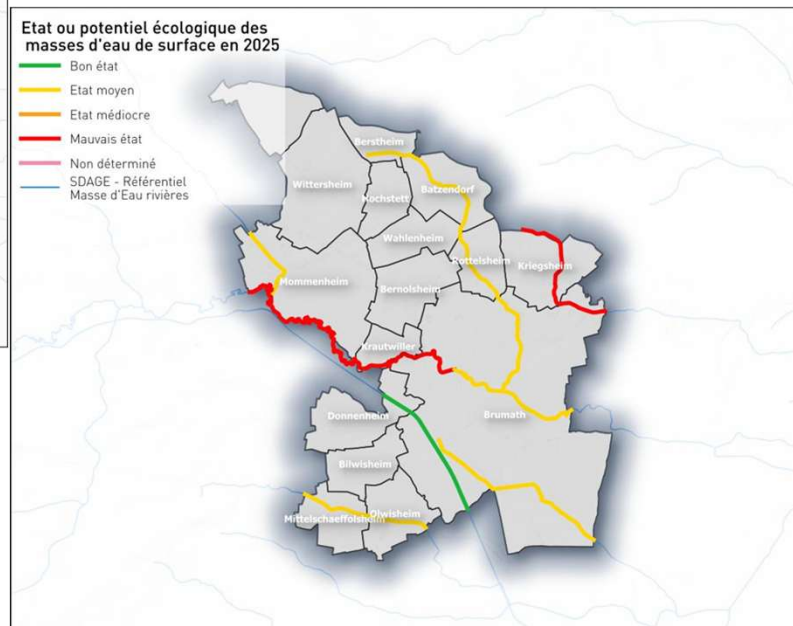 Etat ou potentiel écologique des
masses d'eau de surface en 2025
Bon état
Etat moyen
Etat médiocre
Mauvais état
Non déterminé
SDAGE - Référentiel
Masse d'Eau rivières
Berstheim
Wittersheim
Hochstett
Batzendorf
Wahlenheim
Rottelsheim
Kriegsheim
Mommenheim
Bernolsheim
Krautwiller
Donnenheim
Brumath
Bilwisheim
Mittelschaeffolsheim
Olwisheim